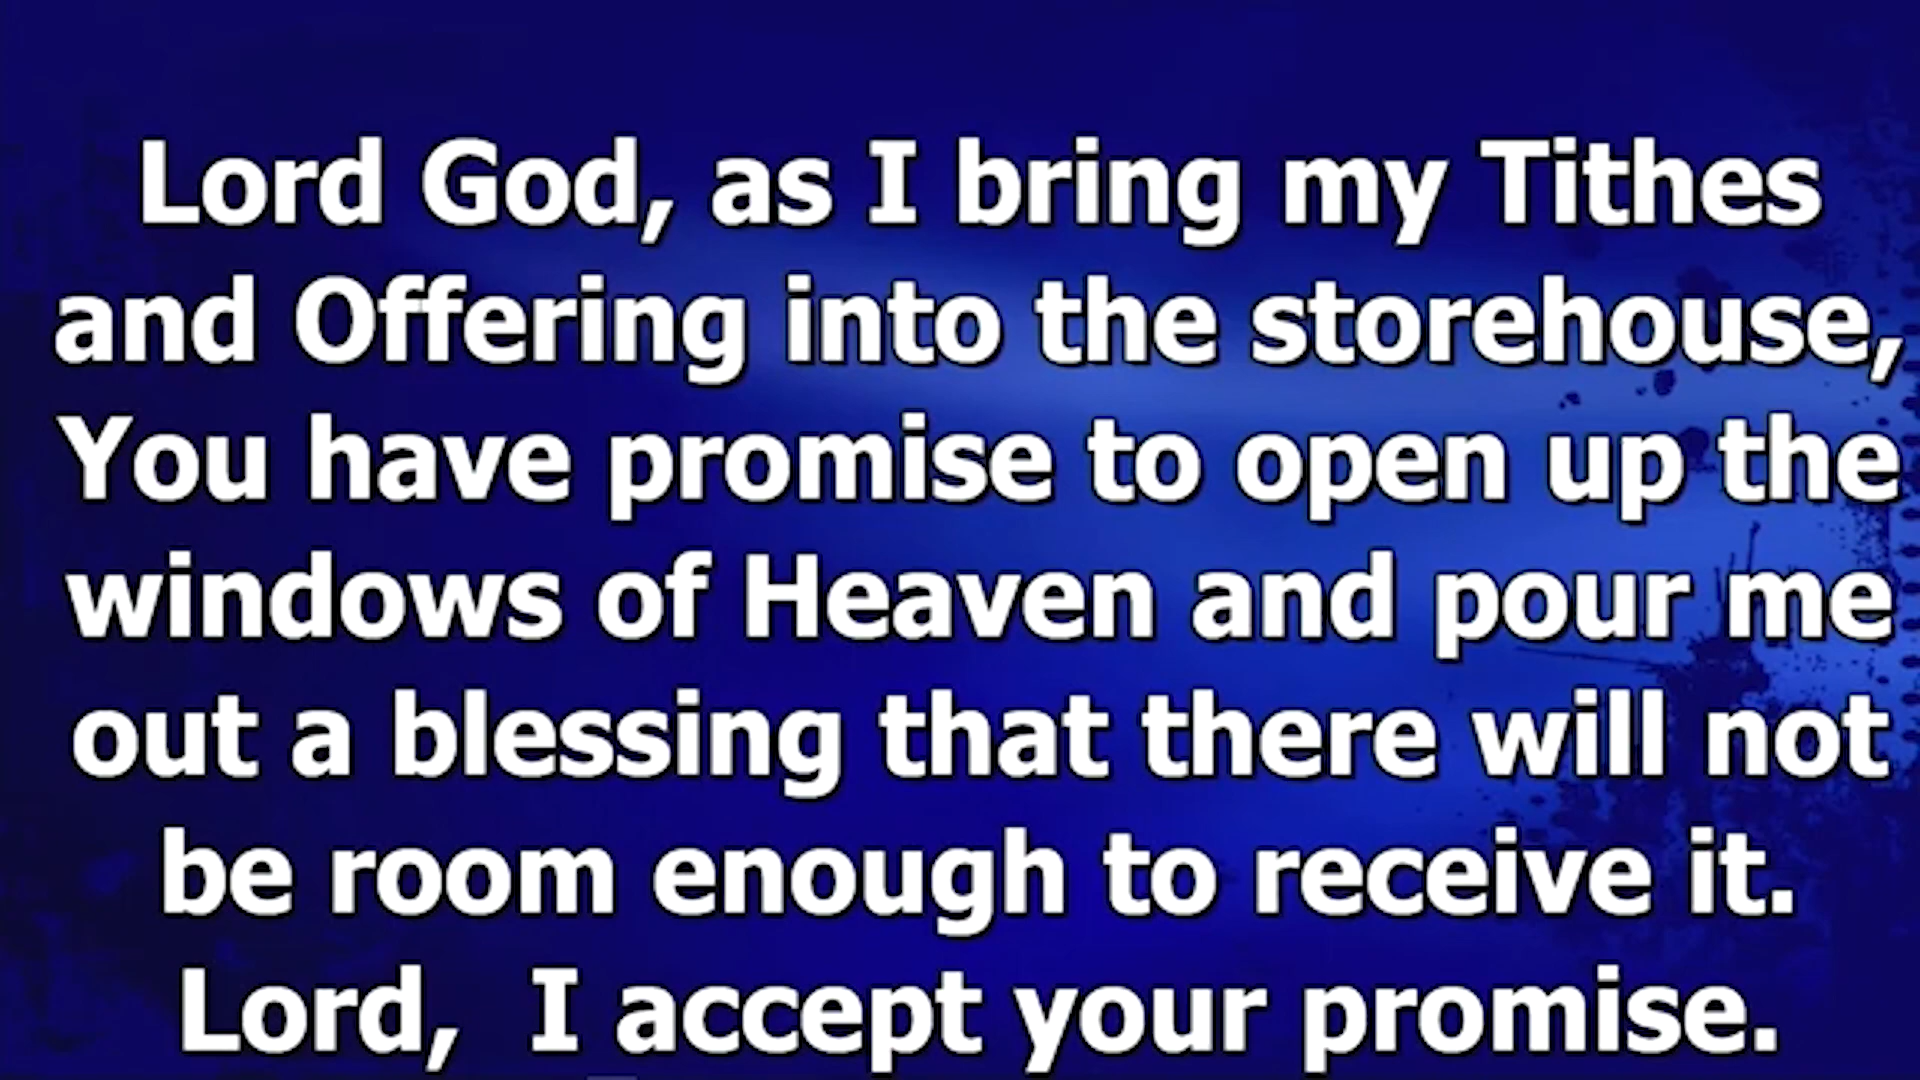 Lord God, as I bring my Tithes
and Offering into the storehouse,
You have promise to open up the
windows of Heaven and pour me
out a blessing that there will not
be room enough to receive it.
Lord,  I accept your promise.